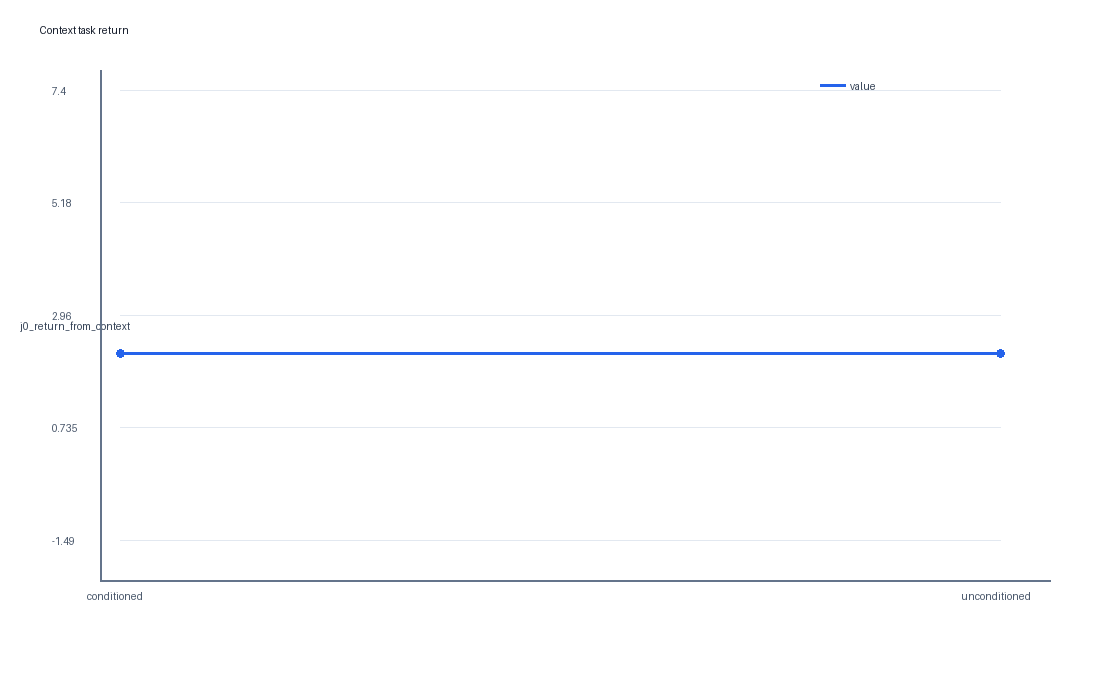 Context task return
value
7.4
5.18
2.96
j0_return_from_context
0.735
-1.49
conditioned
unconditioned